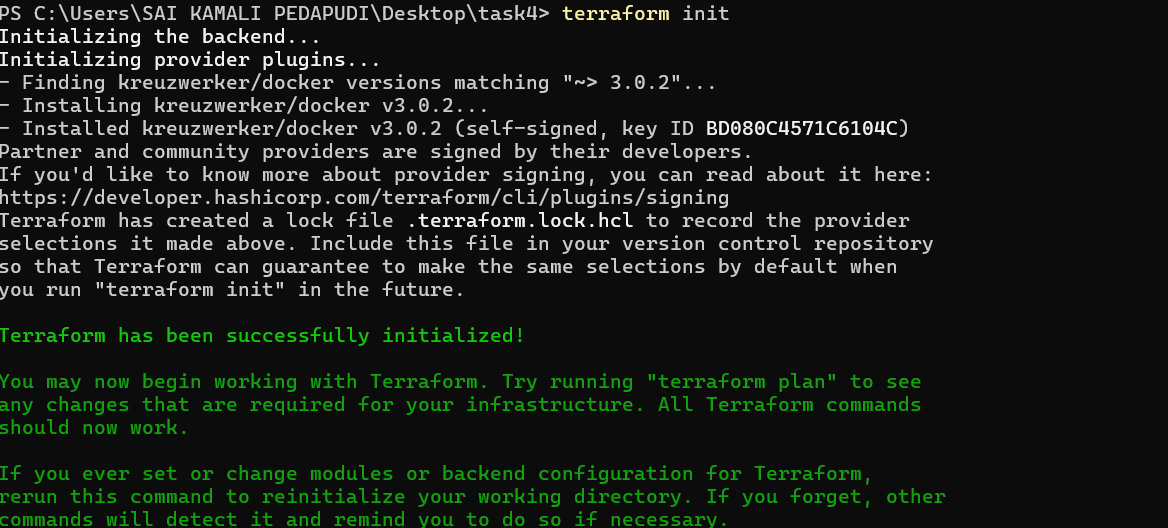 PS C:\Users\SAI KAMALI PEDAPUDI\Desktop\task4> terraform init
Initializing the backend...
Initializing provider plugins...
- Finding kreuzwerker/docker versions matching "~> 3.0.2"...
- Installing kreuzwerker/docker v3.0.2...
- Installed kreuzwerker/docker v3.0.2 (self-signed, key ID BD080C4571C6104C)
Partner and community providers are signed by their developers.
If you'd like to know more about provider signing, you can read about it here:
https://developer.hashicorp.com/terraform/cli/plugins/signing
Terraform has created a lock file .terraform.lock.hcl to record the provider
selections it made above. Include this file in your version control repository
so that Terraform can guarantee to make the same selections by default when
you run "terraform init" in the future.
Terraform has been successfully initialized!
You may now begin working with Terraform. Try running "terraform plan" to see
any changes that are required for your infrastructure. All Terraform commands
should now work.
If you ever set or change modules or backend configuration for Terraform,
rerun this command to reinitialize your working directory. If you forget, other
commands will detect it and remind you to do so if necessary.